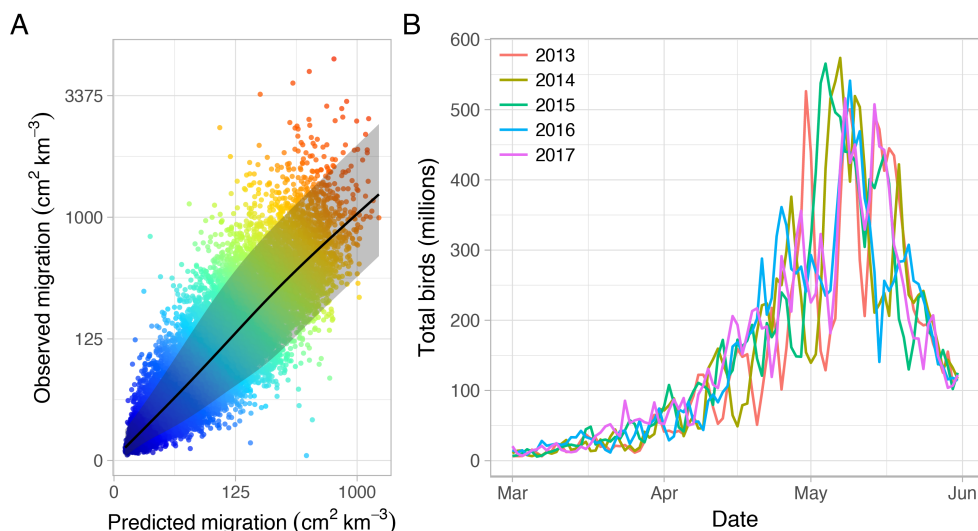 A
Observed migration (cm² km⁻³)
3375
1000
125
0
0 125 1000
Predicted migration (cm² km⁻³)
B
Total birds (millions)
600
500
400
300
200
100
0
2013
2014
2015
2016
2017
Mar Apr May Jun
Date